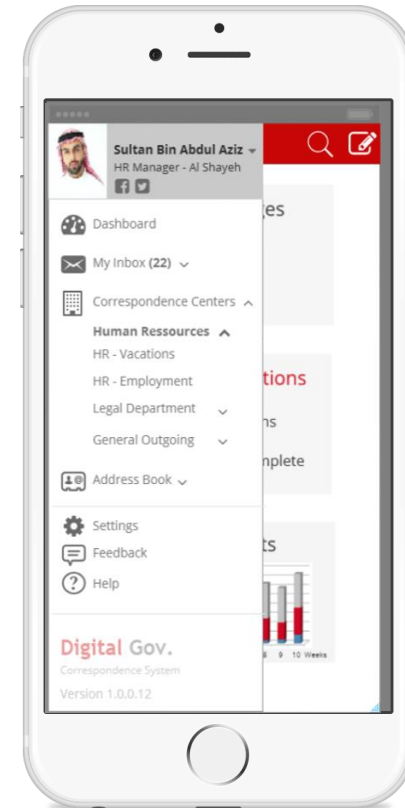 Sultan Bin Abdul Aziz
HR Manager - Al Shayeh
Dashboard
My Inbox (22)
Correspondence Centers
Human Ressources
HR - Vacations
HR - Employment
Legal Department
General Outgoing
Address Book
Settings
Feedback
Help
Digital Gov.
Correspondence System
Version 1.0.0.12
es
tions
ns
mplete
ts
9 10 Weeks